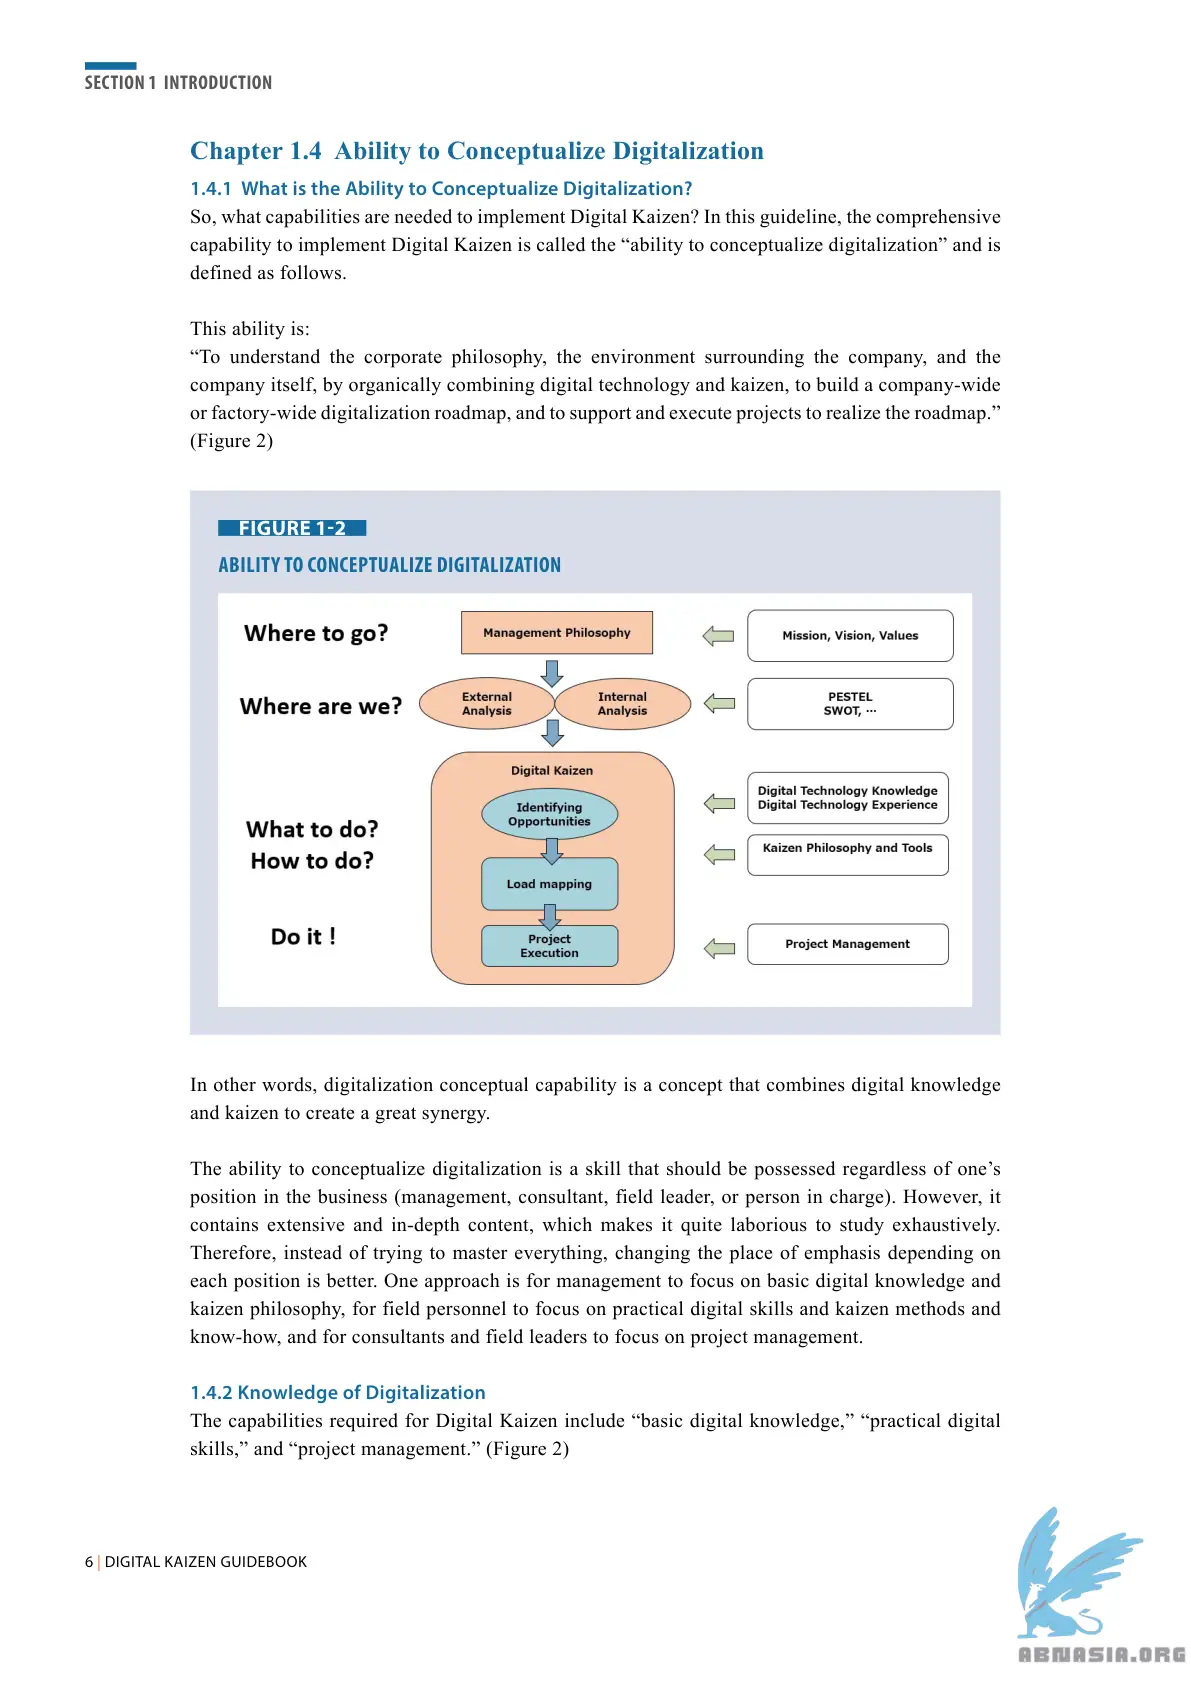 SECTION 1 INTRODUCTION
Chapter 1.4 Ability to Conceptualize Digitalization
1.4.1 What is the Ability to Conceptualize Digitalization?
So, what capabilities are needed to implement Digital Kaizen? In this guideline, the comprehensive
capability to implement Digital Kaizen is called the “ability to conceptualize digitalization” and is
defined as follows.
This ability is:
“To understand the corporate philosophy, the environment surrounding the company, and the
company itself, by organically combining digital technology and kaizen, to build a company-wide
or factory-wide digitalization roadmap, and to support and execute projects to realize the roadmap.”
(Figure 2)
FIGURE 1-2
ABILITY TO CONCEPTUALIZE DIGITALIZATION
Where to go?
Management Philosophy
Mission, Vision, Values
Where are we?
External
Analysis
Internal
Analysis
PESTEL
SWOT, ···
Digital Kaizen
What to do?
How to do?
Identifying
Opportunities
Digital Technology Knowledge
Digital Technology Experience
Kaizen Philosophy and Tools
Load mapping
Do it !
Project
Execution
Project Management
In other words, digitalization conceptual capability is a concept that combines digital knowledge
and kaizen to create a great synergy.
The ability to conceptualize digitalization is a skill that should be possessed regardless of one’s
position in the business (management, consultant, field leader, or person in charge). However, it
contains extensive and in-depth content, which makes it quite laborious to study exhaustively.
Therefore, instead of trying to master everything, changing the place of emphasis depending on
each position is better. One approach is for management to focus on basic digital knowledge and
kaizen philosophy, for field personnel to focus on practical digital skills and kaizen methods and
know-how, and for consultants and field leaders to focus on project management.
1.4.2 Knowledge of Digitalization
The capabilities required for Digital Kaizen include “basic digital knowledge,” “practical digital
skills,” and “project management.” (Figure 2)
6 | DIGITAL KAIZEN GUIDEBOOK
ABNASIA.ORG